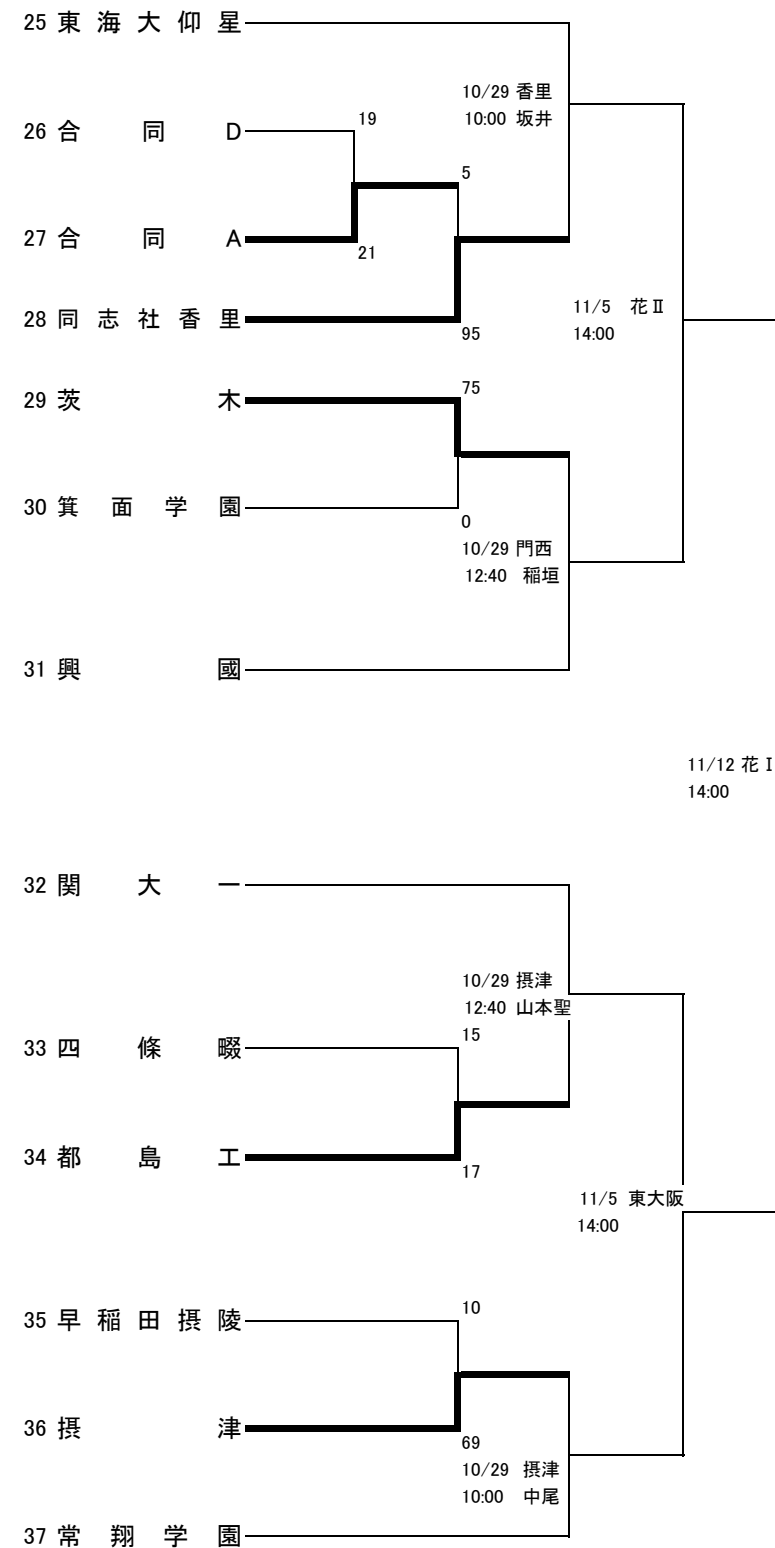 25 東海大仰星
10/29 香里
10:00 坂井
26 合同D
19
5
27 合同A
21
11/5 花Ⅱ
14:00
28 同志社香里
95
29 茨木
75
30 箕面学園
0
10/29 門西
12:40 稲垣
31 興國
11/12 花Ⅰ
14:00
32 関大一
10/29 摂津
12:40 山本聖
15
33 四條畷
34 都島工
17
11/5 東大阪
14:00
35 早稲田摂陵
10
36 摂津
69
10/29 摂津
10:00 中尾
37 常翔学園